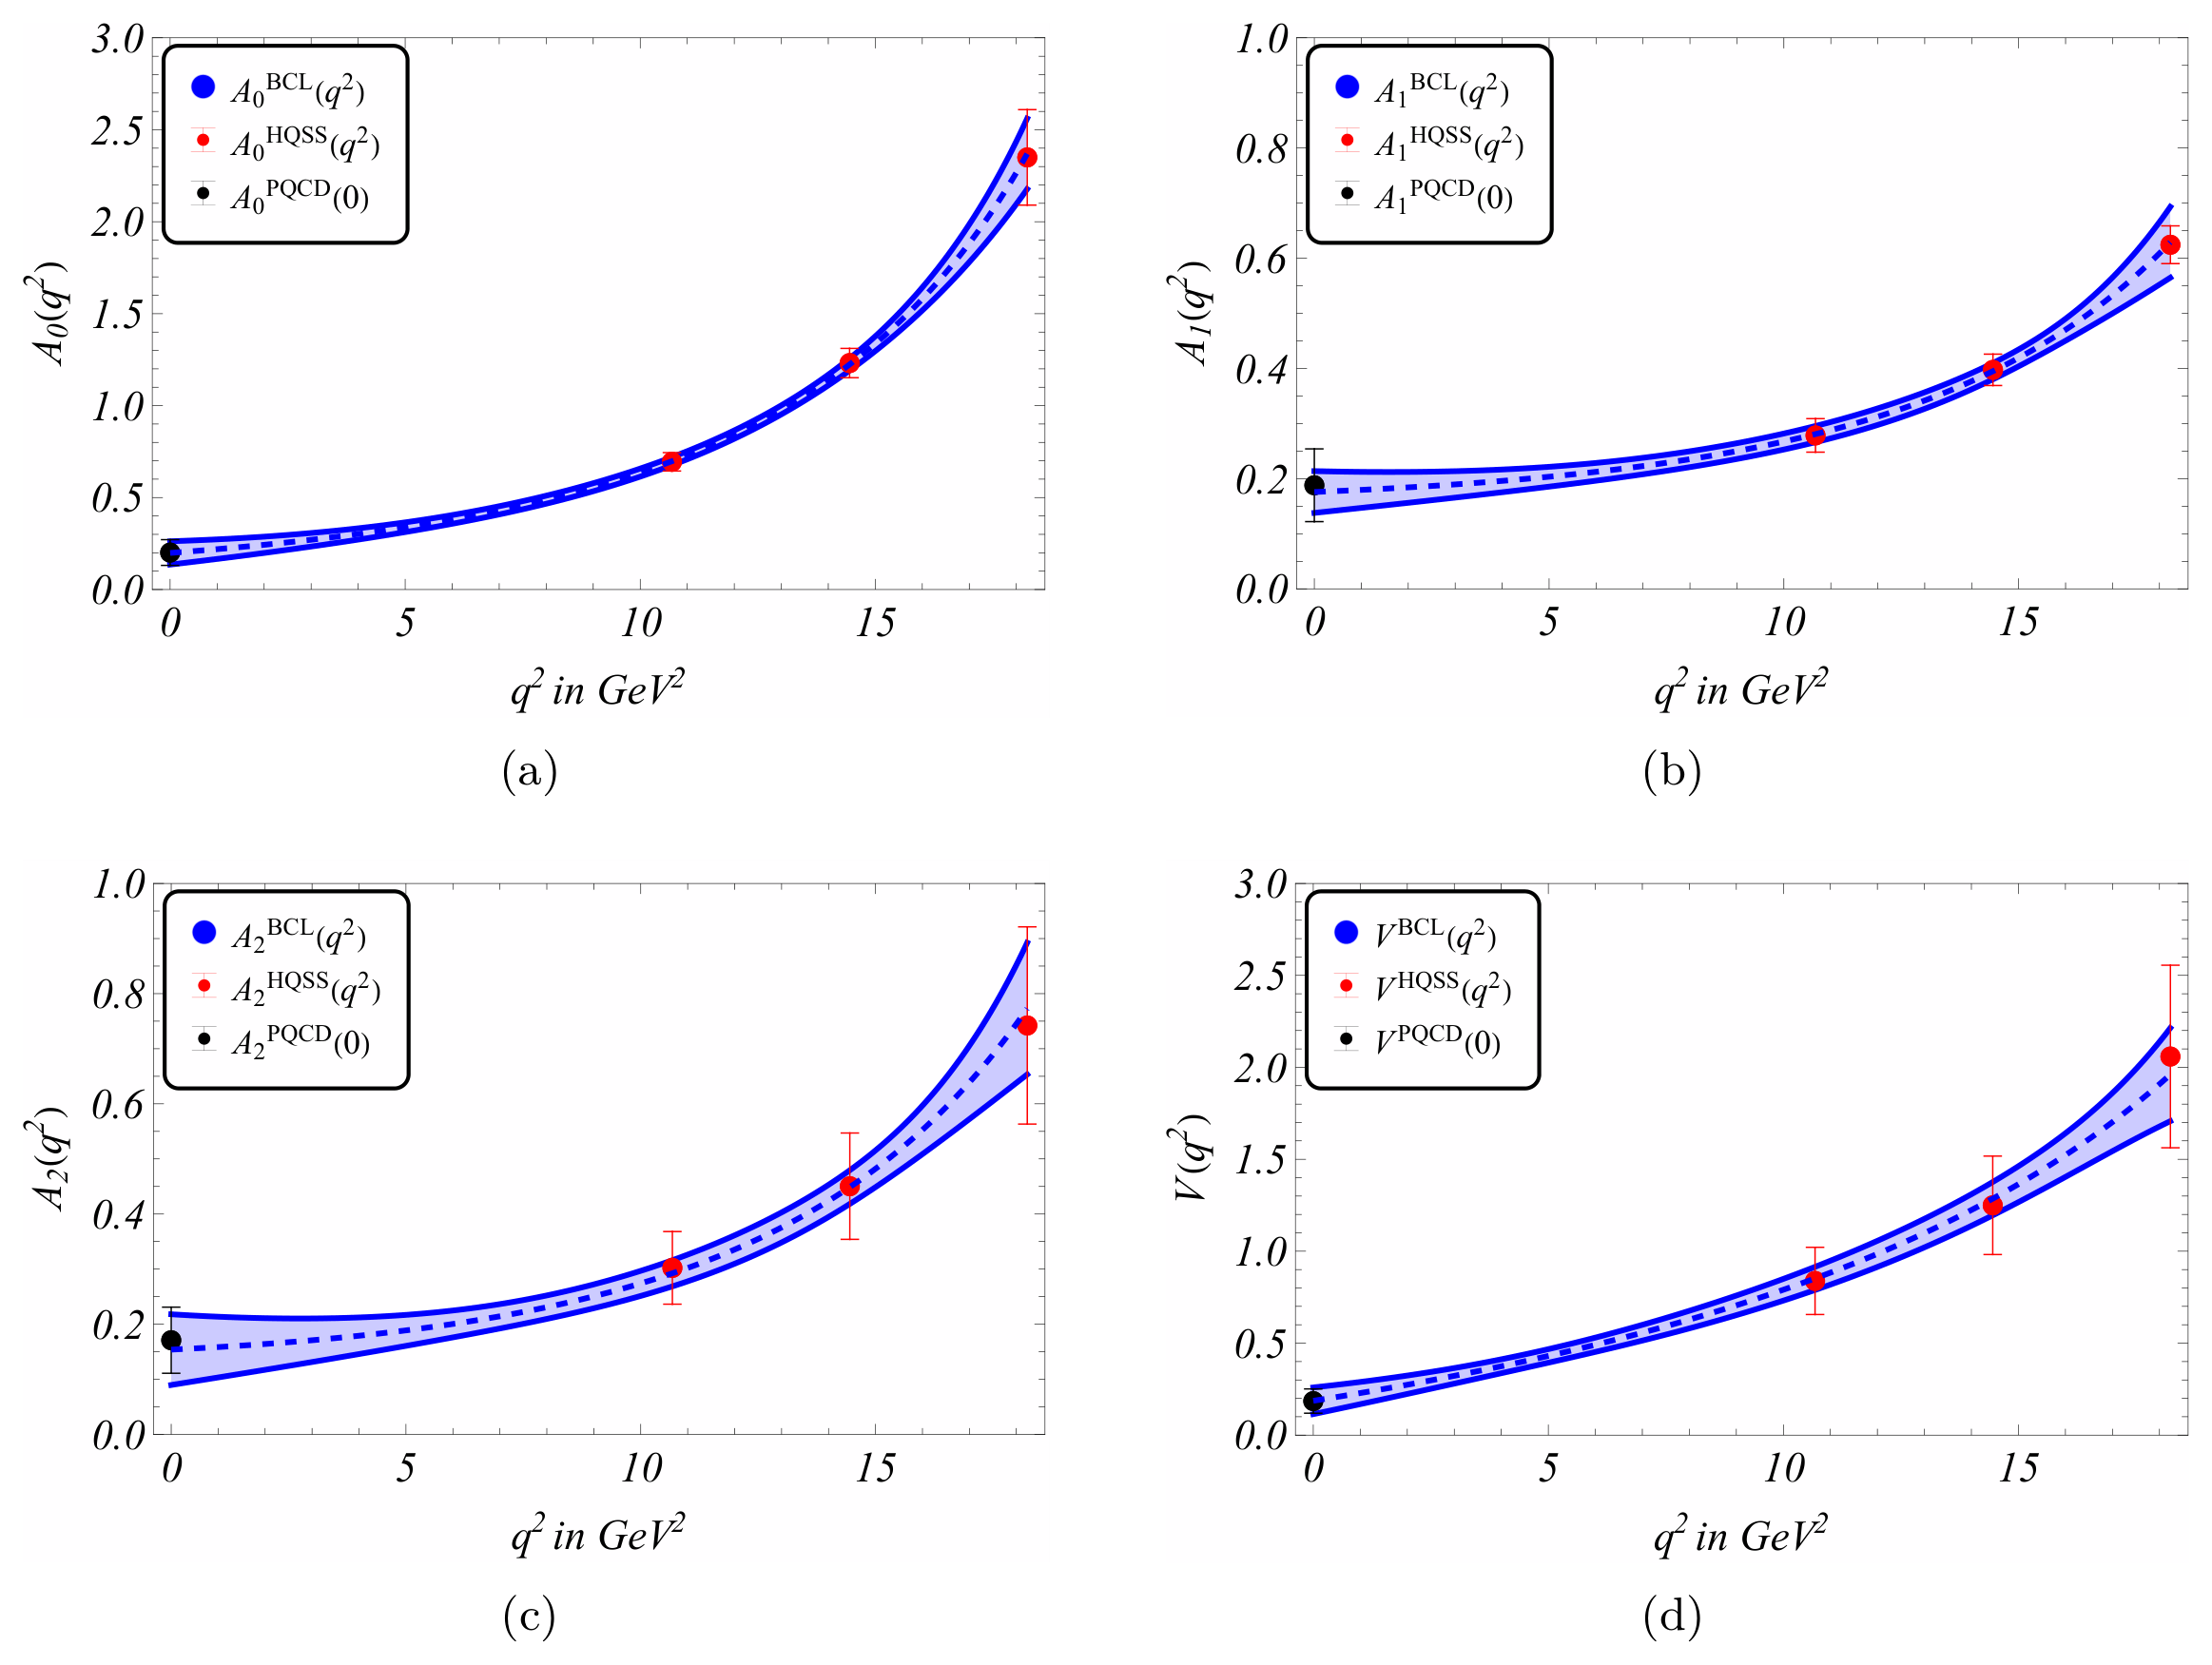 A₀(q²)
3.0
2.5
2.0
1.5
1.0
0.5
0.0
A₀ᴮᶜᴸ(q²)
A₀ᴴQSS(q²)
A₀PQCD(0)
0 5 10 15
q² in GeV²
(a)
A₁(q²)
1.0
0.8
0.6
0.4
0.2
0.0
A₁BCL(q²)
A₁HQSS(q²)
A₁PQCD(0)
0 5 10 15
q² in GeV²
(b)
A₂(q²)
1.0
0.8
0.6
0.4
0.2
0.0
A₂BCL(q²)
A₂HQSS(q²)
A₂PQCD(0)
0 5 10 15
q² in GeV²
(c)
V(q²)
3.0
2.5
2.0
1.5
1.0
0.5
0.0
VBCL(q²)
VHQSS(q²)
VPQCD(0)
0 5 10 15
q² in GeV²
(d)